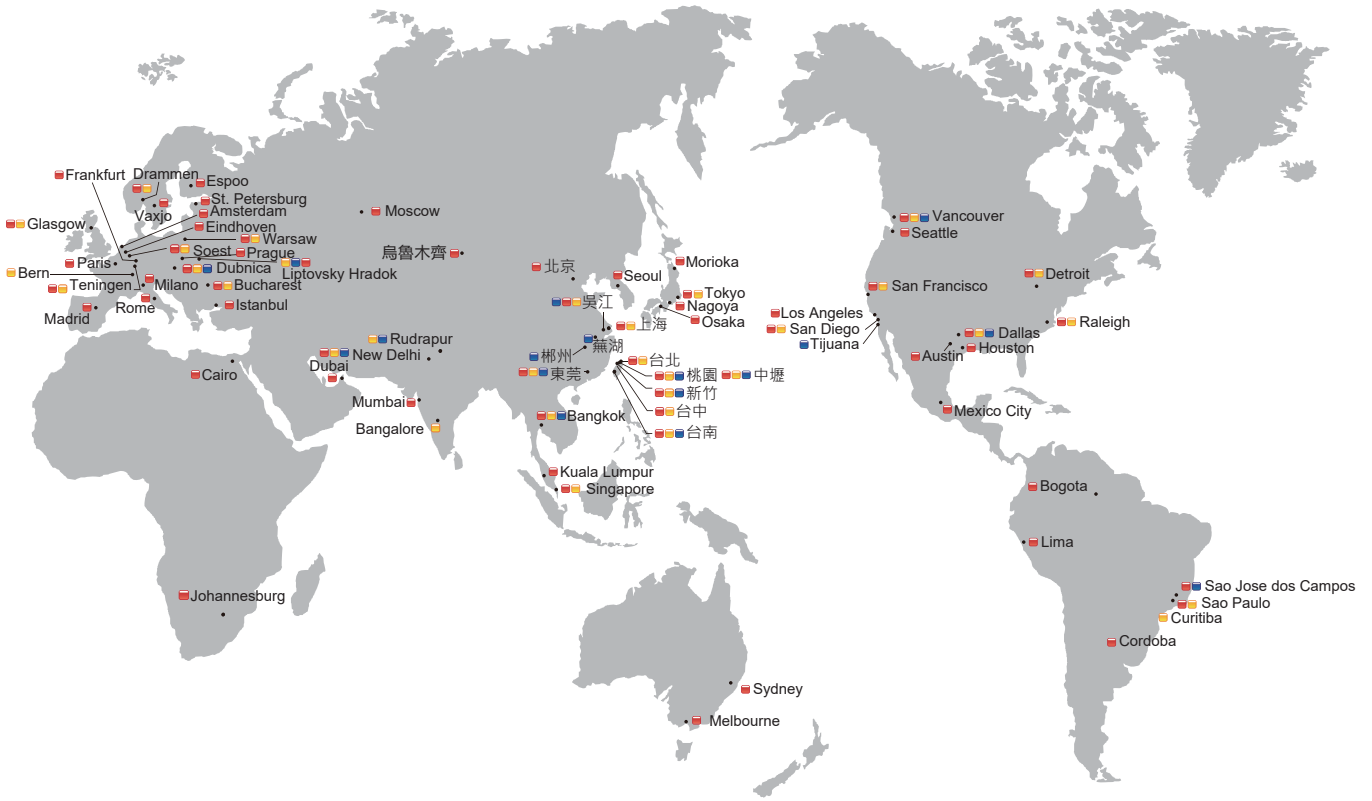 Frankfurt
Drammen
Espoo
St. Petersburg
Vaxjo
Amsterdam
Moscow
Glasgow
Eindhoven
Warsaw
Soest
Prague
烏魯木齊
Paris
Bern
Dubnica
Liptovsky Hradok
Teningen
Milano
Bucharest
Rome
Istanbul
Madrid
北京
Seoul
Morioka
吳江
Tokyo
Nagoya
上海
Osaka
Rudrapur
蕪湖
New Delhi
郴州
台北
Dubai
東莞
桃園
中壢
Cairo
新竹
Mumbai
台中
Bangkok
Bangalore
台南
Kuala Lumpur
Singapore
Johannesburg
Sydney
Melbourne
Vancouver
Seattle
Detroit
San Francisco
Los Angeles
Raleigh
San Diego
Dallas
Tijuana
Houston
Austin
Mexico City
Bogota
Lima
Sao Jose dos Campos
Sao Paulo
Curitiba
Cordoba